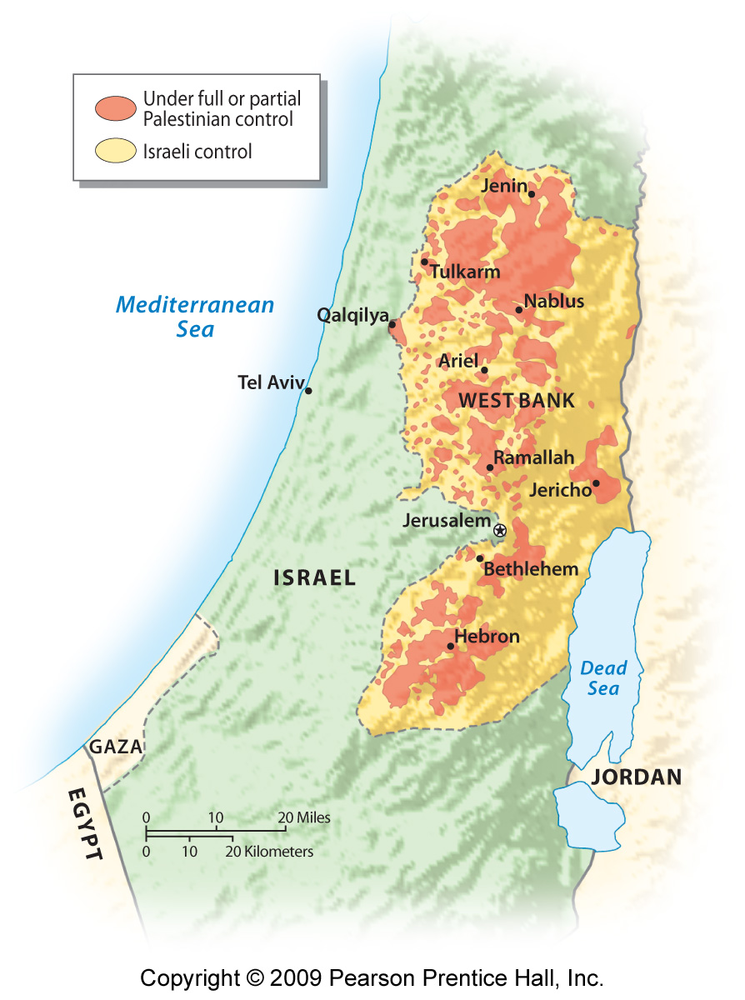 Under full or partial
Palestinian control
Israeli control
Jenin
Tulkarm
Mediterranean
Sea
Nablus
Qalqilya
Ariel
Tel Aviv
WEST BANK
Ramallah
Jericho
Jerusalem
Bethlehem
ISRAEL
Hebron
Dead
Sea
GAZA
JORDAN
EGYPT
0 10 20 Miles
0 10 20 Kilometers
Copyright © 2009 Pearson Prentice Hall, Inc.